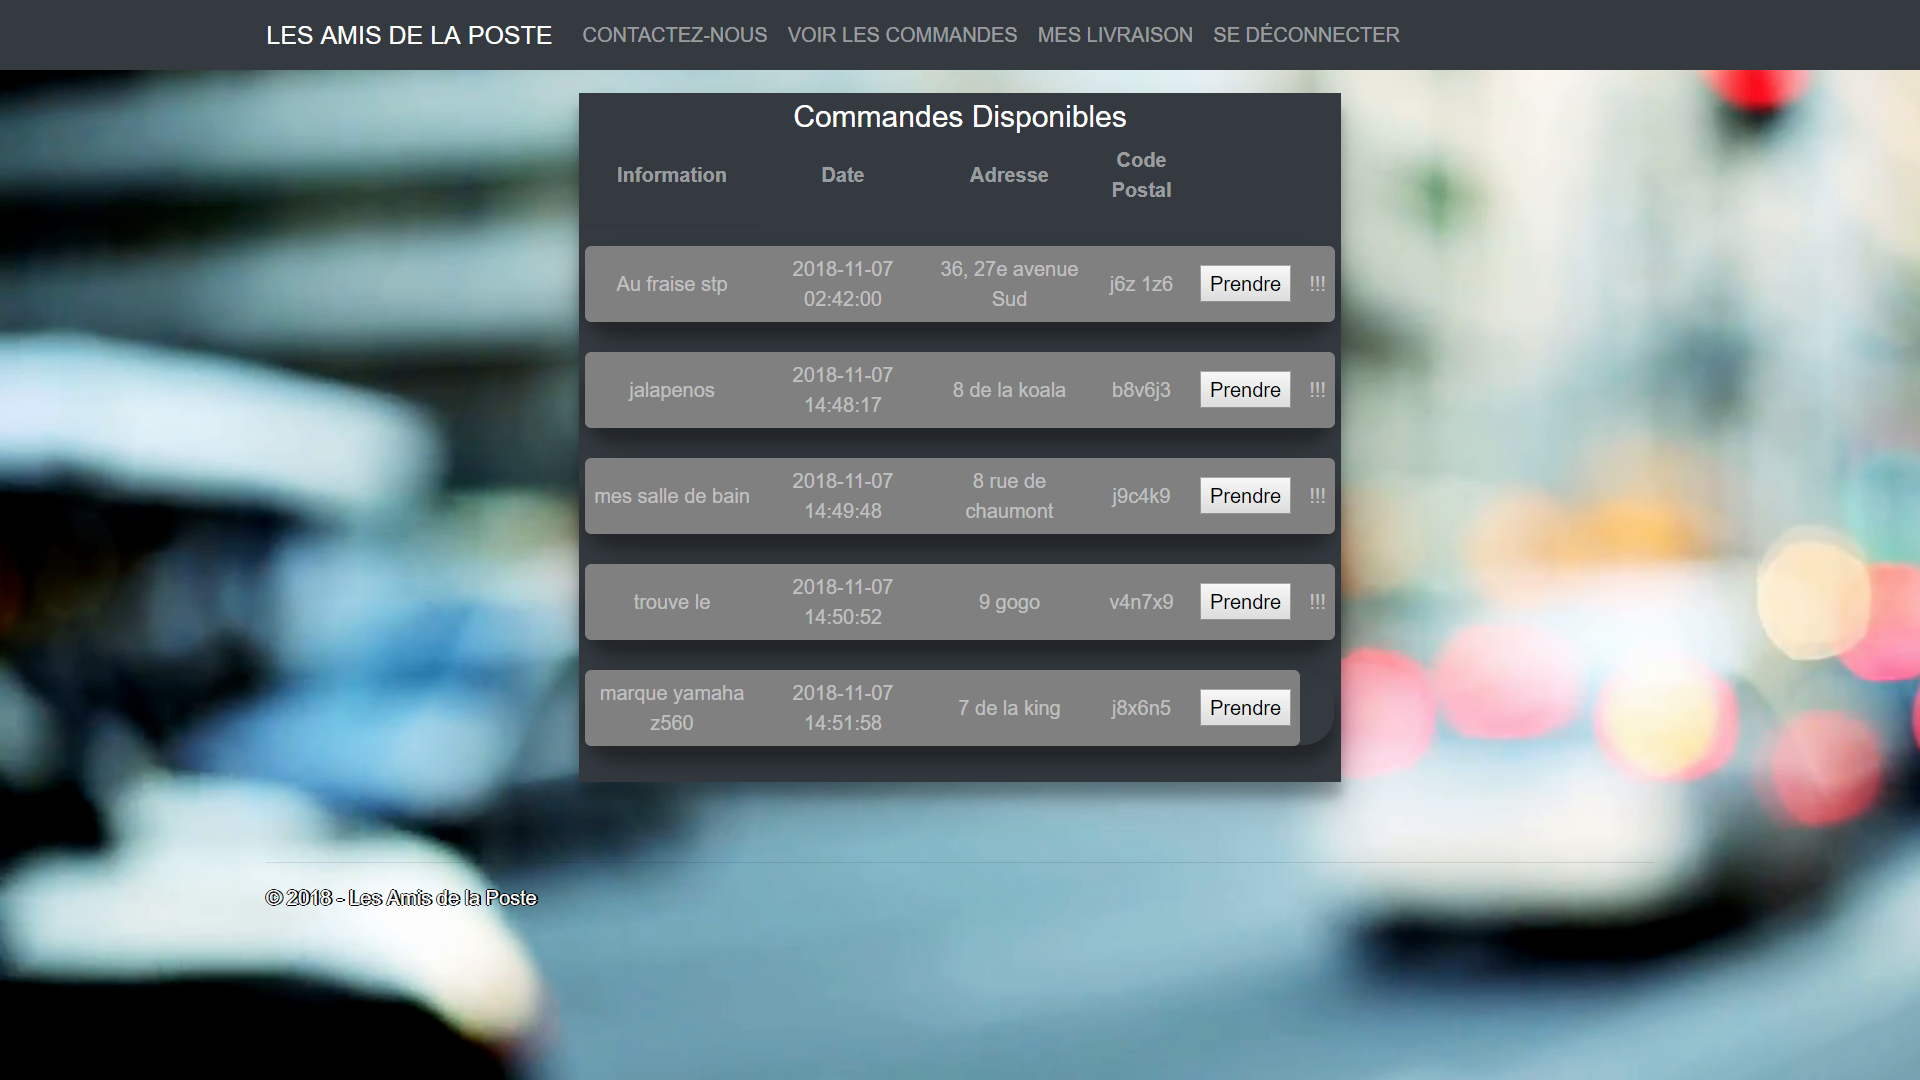 LES AMIS DE LA POSTE CONTACTEZ-NOUS VOIR LES COMMANDES MES LIVRAISON SE DÉCONNECTER
Commandes Disponibles
Information Date Adresse Code Postal
Au fraise stp 2018-11-07 02:42:00 36, 27e avenue Sud j6z 1z6 Prendre !!!
jalapenos 2018-11-07 14:48:17 8 de la koala b8v6j3 Prendre !!!
mes salle de bain 2018-11-07 14:49:48 8 rue de chaumont j9c4k9 Prendre !!!
trouve le 2018-11-07 14:50:52 9 gogo v4n7x9 Prendre !!!
marque yamaha z560 2018-11-07 14:51:58 7 de la king j8x6n5 Prendre
© 2018 - Les Amis de la Poste